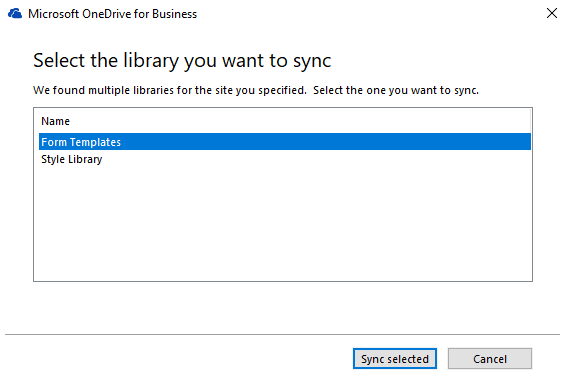 Microsoft OneDrive for Business
Select the library you want to sync
We found multiple libraries for the site you specified.  Select the one you want to sync.
Name
Form Templates
Style Library
Sync selected
Cancel